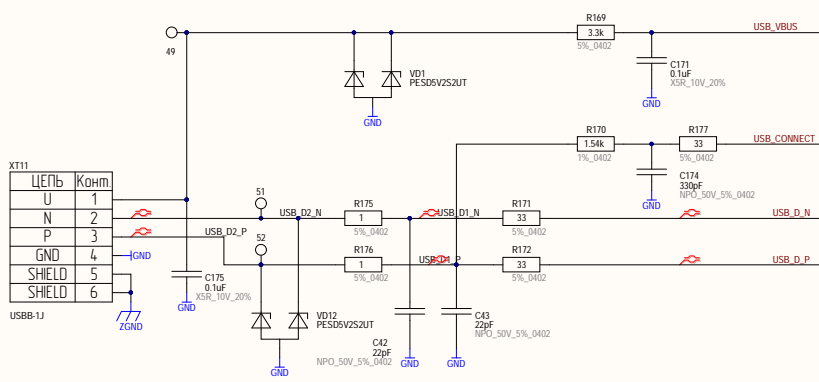 R169
3.3k
5%_0402
USB_VBUS
49
VD1
PESD5V2S2UT
GND
C171
0.1uF
X5R_10V_20%
GND
R170
1.54k
1%_0402
R177
33
5%_0402
USB_CONNECT
C174
330pF
NPO_50V_5%_0402
GND
XT11
ЦЕПЬ Конт.
U 1
N 2
P 3
GND 4
SHIELD 5
SHIELD 6
USBB-1J
GND
ZGND
51
USB_D2_N
USB_D2_P
52
R175
1
5%_0402
USB_D1_N
R171
33
5%_0402
USB_D_N
R176
1
5%_0402
USB_D1_P
R172
33
5%_0402
USB_D_P
C175
0.1uF
X5R_10V_20%
GND
VD12
PESD5V2S2UT
GND
C42
22pF
NPO_50V_5%_0402
GND
C43
22pF
NPO_50V_5%_0402
GND